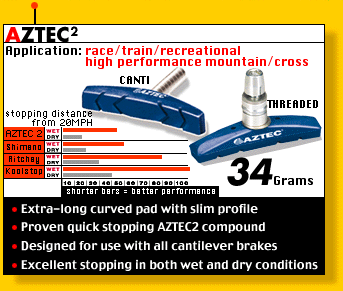 AZTEC²
Application: race/train/recreational
high performance mountain/cross
CANTI
THREADED
stopping distance
from 20MPH
AZTEC 2 WET
DRY
Shimano WET
DRY
Ritchey WET
DRY
Koolstop WET
DRY
10 20 30 40 50 60 70 80 90 100
shorter bars = better performance
AZTEC
34 Grams
• Extra-long curved pad with slim profile
• Proven quick stopping AZTEC2 compound
• Designed for use with all cantilever brakes
• Excellent stopping in both wet and dry conditions